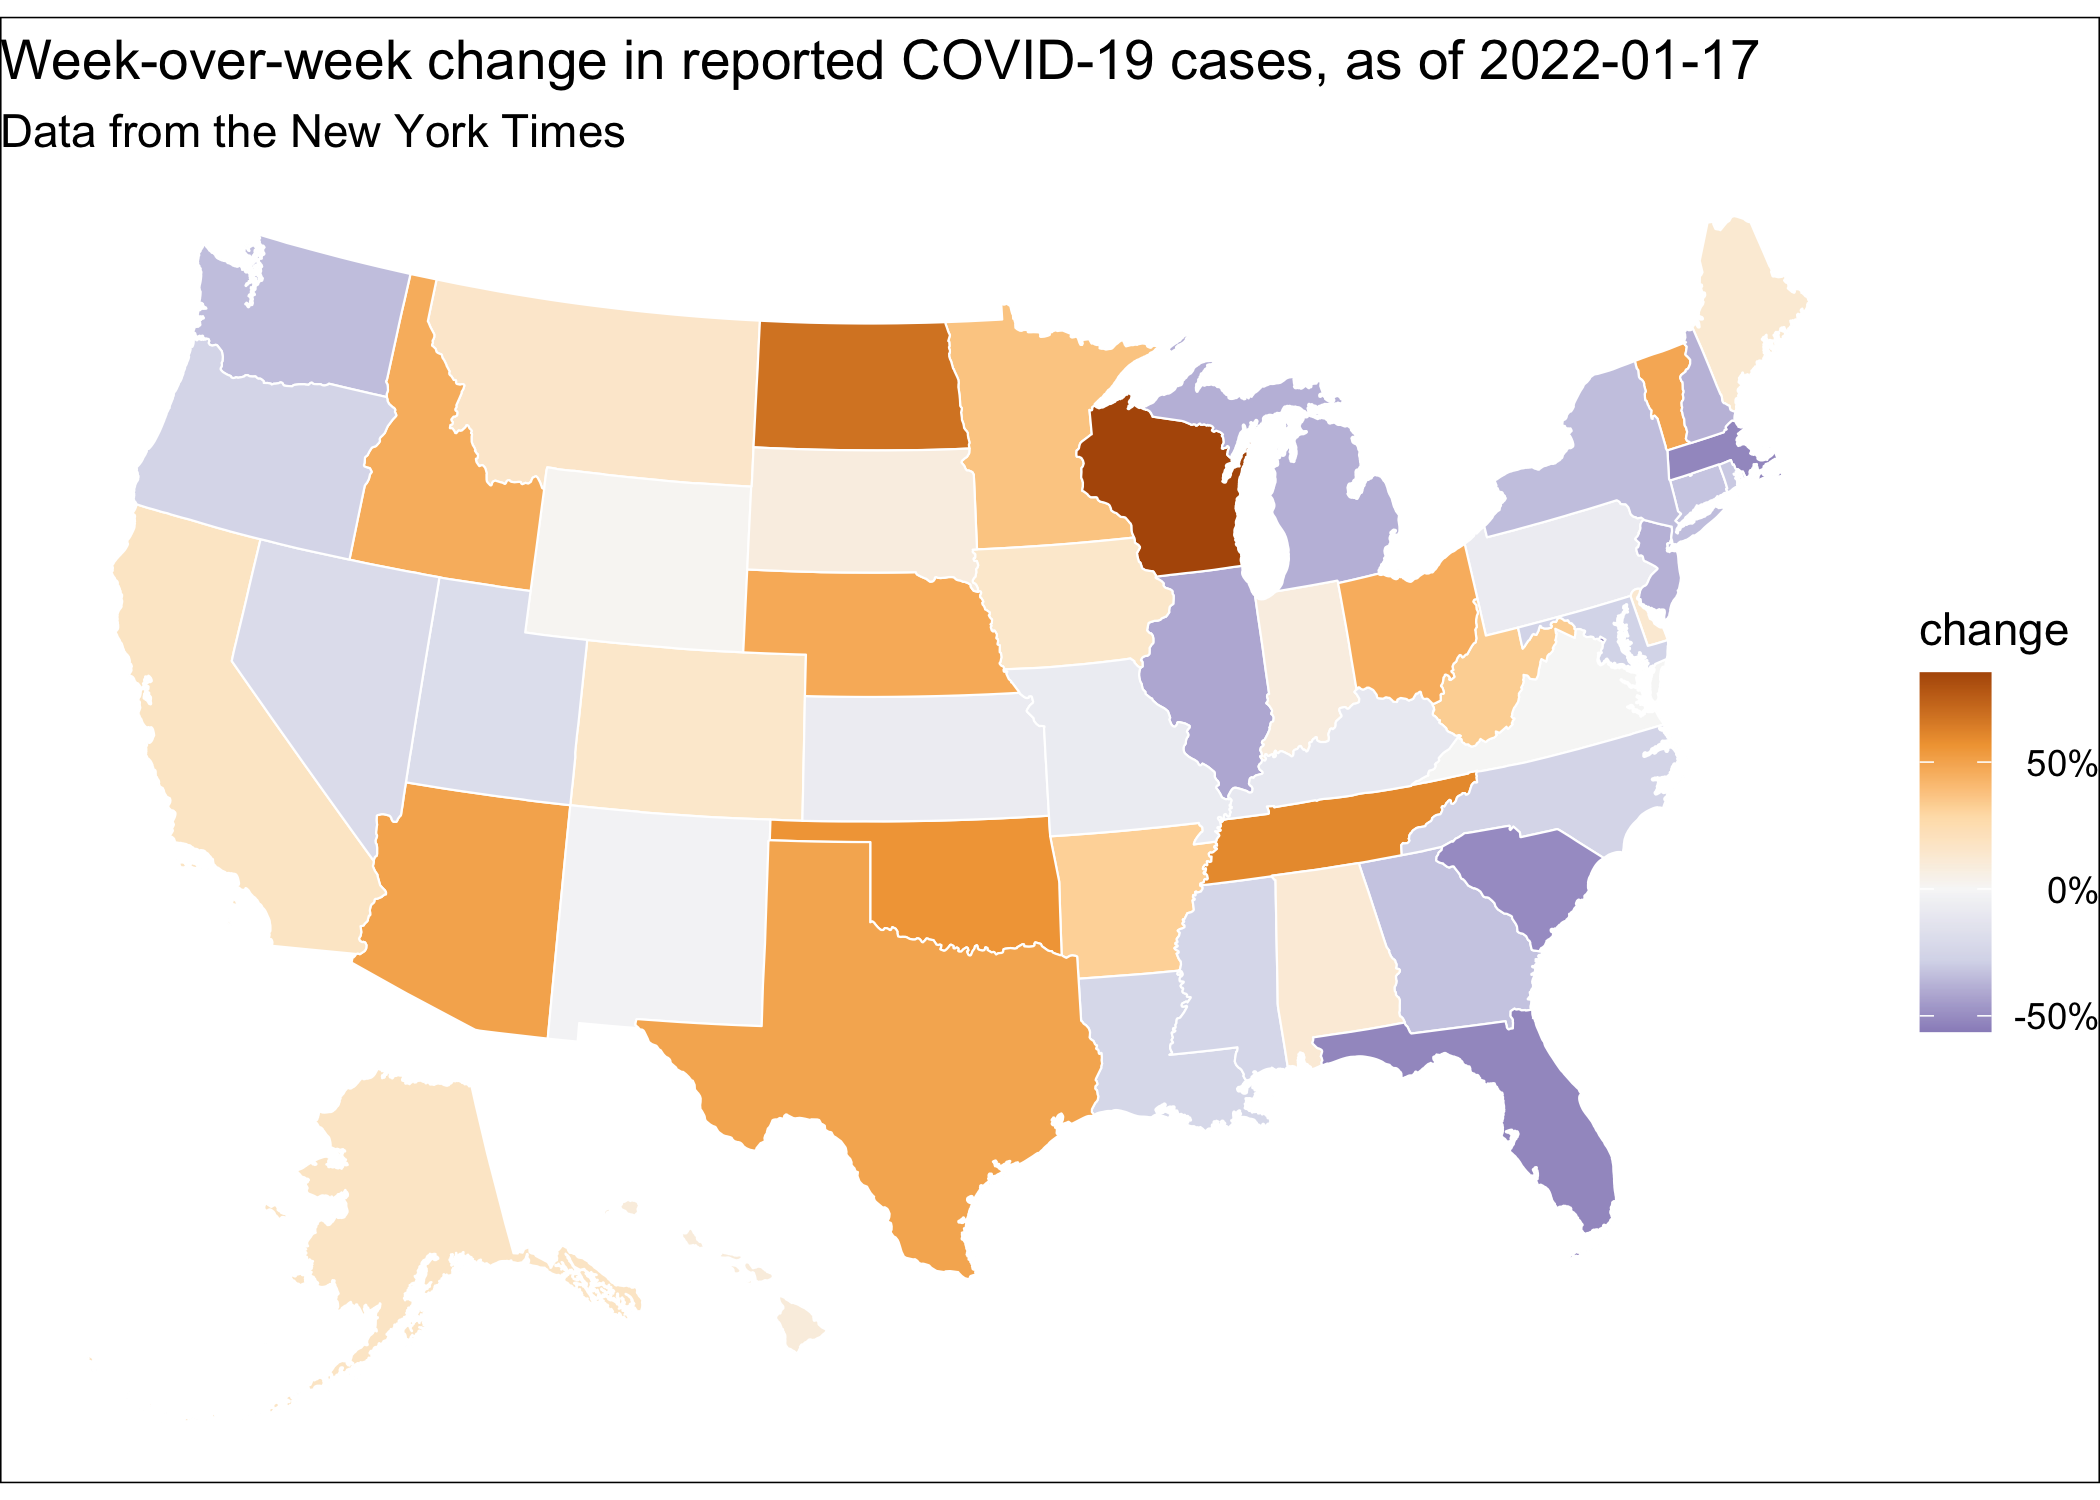 Week-over-week change in reported COVID-19 cases, as of 2022-01-17
Data from the New York Times
change
50%
0%
-50%